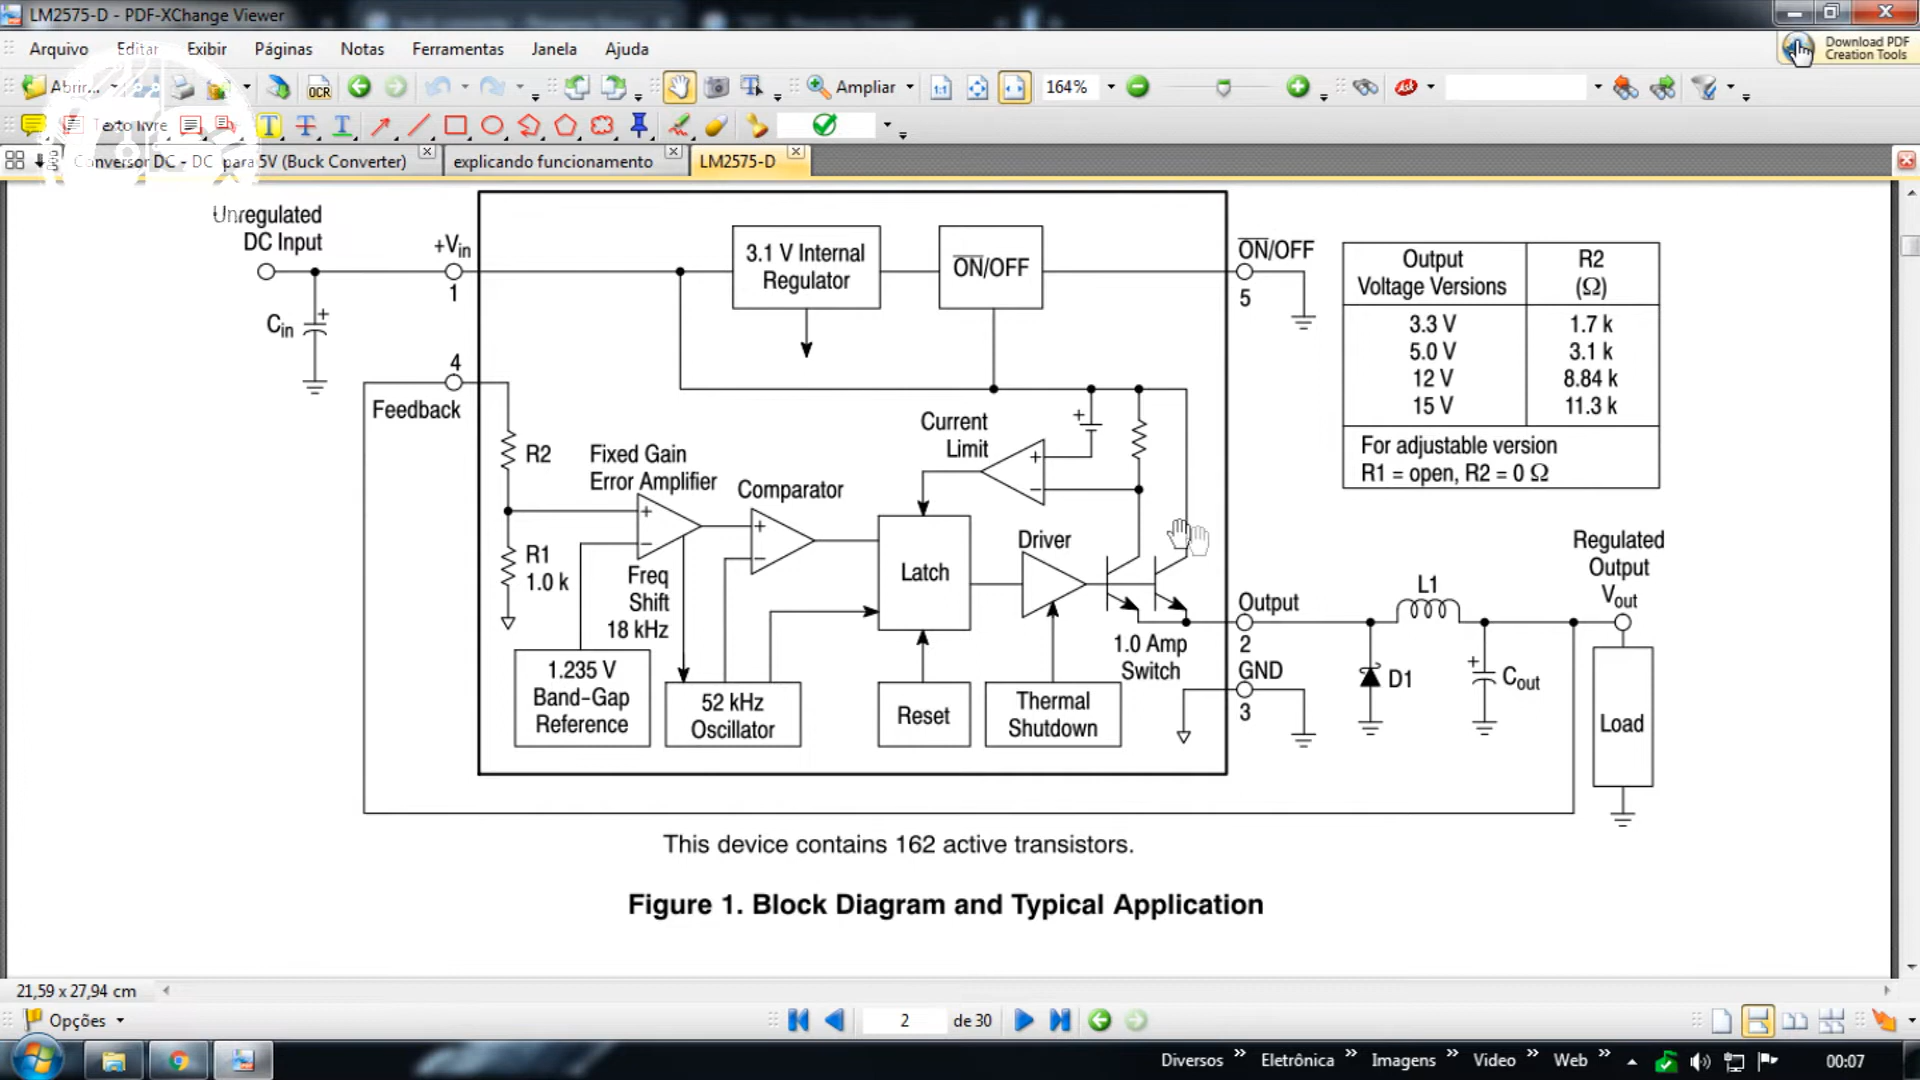 LM2575-D - PDF-XChange Viewer
Arquivo Editar Exibir Páginas Notas Ferramentas Janela Ajuda
Download PDF
Creation Tools
Abrir... OCR Ampliar 1:1 164% Ask
Texto livre T T T
Conversor DC - DC para 5V (Buck Converter) explicando funcionamento LM2575-D
Unregulated
DC Input
+Vin
1
Cin
+
4
Feedback
3.1 V Internal
Regulator
ON/OFF
ON/OFF
5
Output
Voltage Versions
R2
(Ω)
3.3 V 1.7 k
5.0 V 3.1 k
12 V 8.84 k
15 V 11.3 k
For adjustable version
R1 = open, R2 = 0 Ω
R2
Fixed Gain
Error Amplifier
Comparator
Current
Limit
+
+
-
+
-
+
-
R1
1.0 k
Freq
Shift
18 kHz
Latch
Driver
1.0 Amp
Switch
Output
2
GND
3
L1
D1
+
Cout
Regulated
Output
Vout
Load
1.235 V
Band-Gap
Reference
52 kHz
Oscillator
Reset
Thermal
Shutdown
This device contains 162 active transistors.
Figure 1. Block Diagram and Typical Application
21,59 x 27,94 cm
Opções 2 de 30
Diversos » Eletrônica » Imagens » Video » Web » 00:07